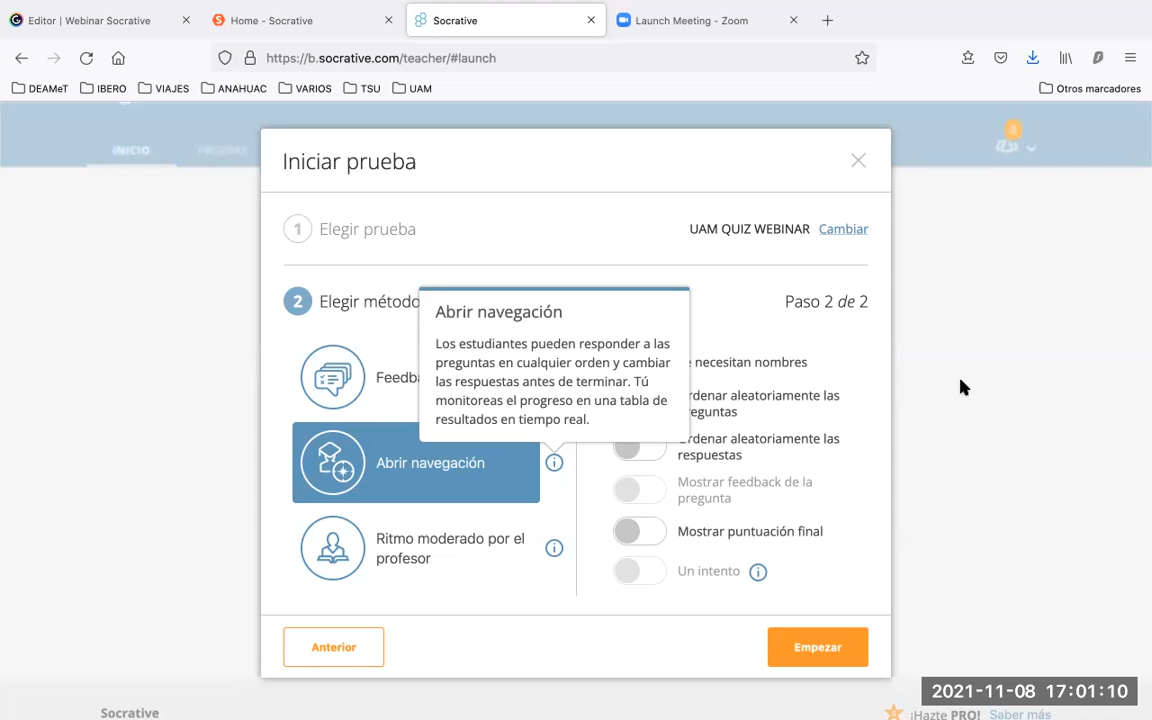 Editor | Webinar Socrative
Home - Socrative
Socrative
Launch Meeting - Zoom
https://b.socrative.com/teacher/#launch
DEAMeT
IBERO
VIAJES
ANAHUAC
VARIOS
TSU
UAM
Otros marcadores
INICIO
PRUEBAS
0
Iniciar prueba
1 Elegir prueba
UAM QUIZ WEBINAR Cambiar
2 Elegir método
Paso 2 de 2
Abrir navegación
Los estudiantes pueden responder a las
preguntas en cualquier orden y cambiar
las respuestas antes de terminar. Tú
monitoreas el progreso en una tabla de
resultados en tiempo real.
Feedba
Abrir navegación
Ritmo moderado por el
profesor
necesitan nombres
rdenar aleatoriamente las
reguntas
Ordenar aleatoriamente las
respuestas
Mostrar feedback de la
pregunta
Mostrar puntuación final
Un intento
Anterior
Empezar
2021-11-08 17:01:10
Socrative
¡Hazte PRO! Saber más